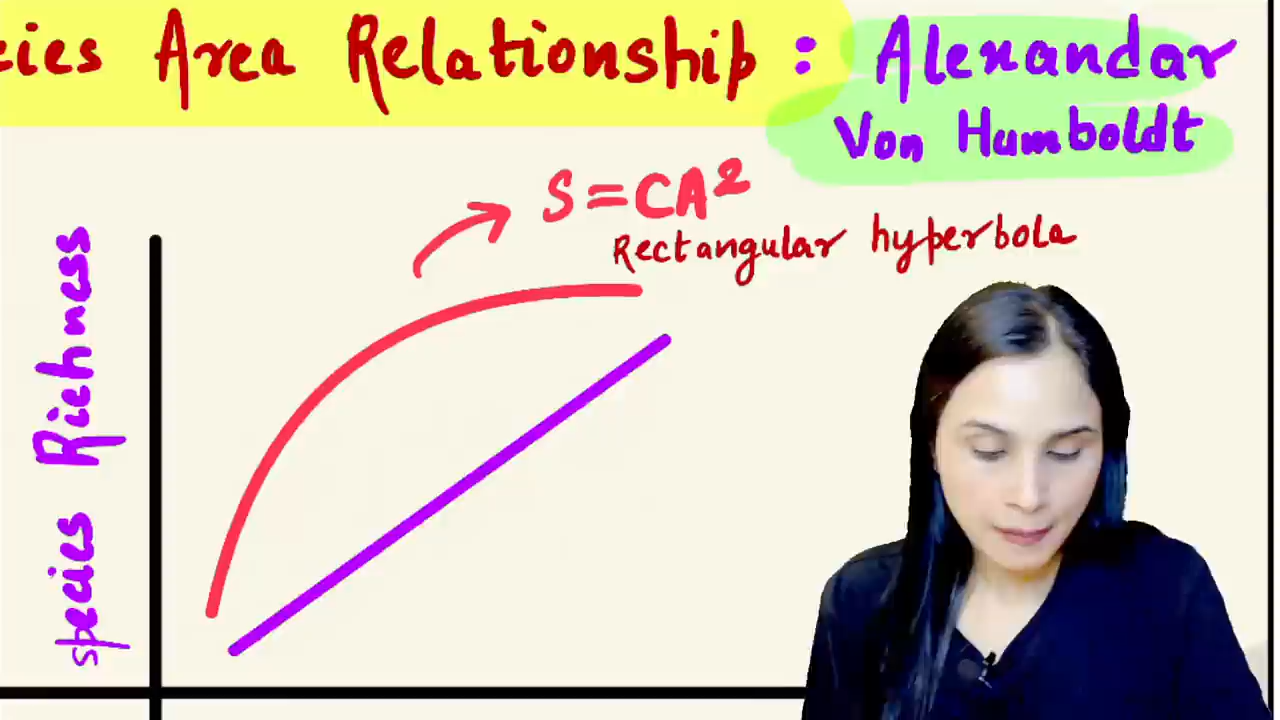 cies Area Relationship : Alexandar
Von Humboldt
S=CA²
Rectangular hyperbola
Species Richness